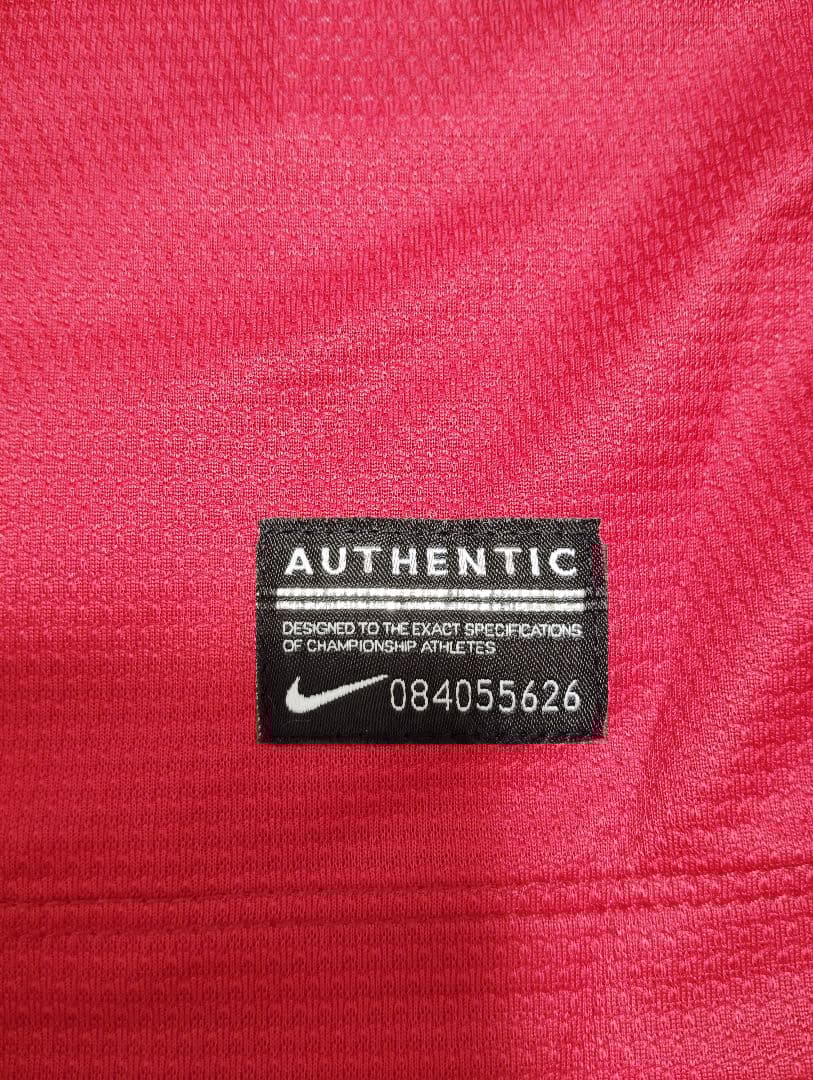 AUTHENTIC
DESIGNED TO THE EXACT SPECIFICATIONS
OF CHAMPIONSHIP ATHLETES
084055626